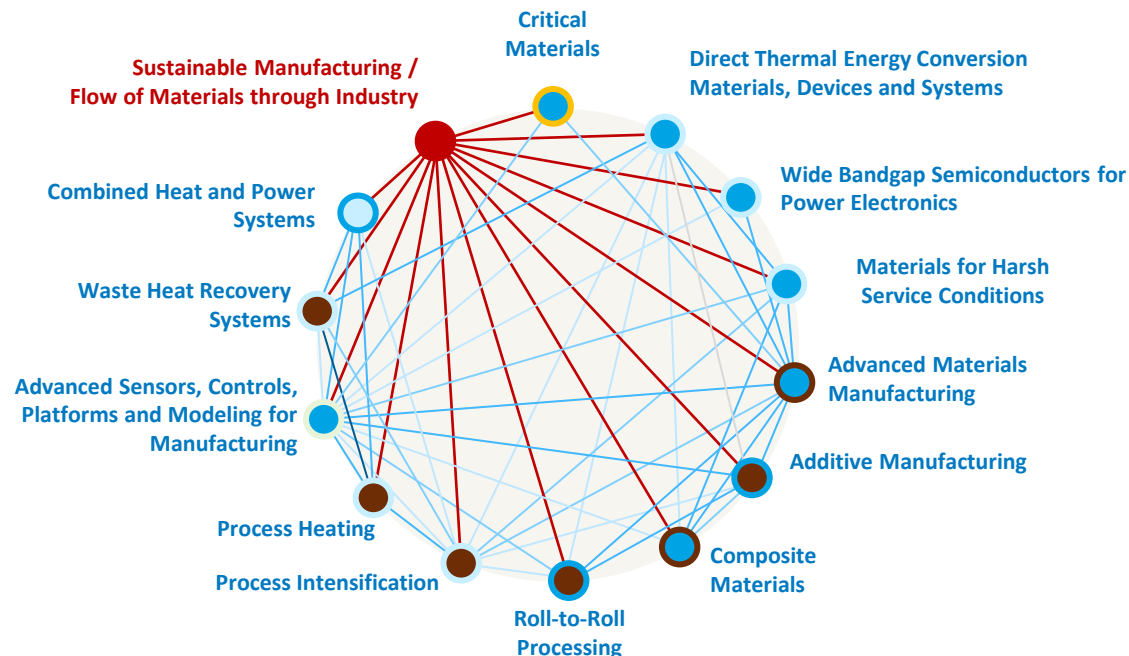 Critical
Materials
Sustainable Manufacturing /
Flow of Materials through Industry
Direct Thermal Energy Conversion
Materials, Devices and Systems
Combined Heat and Power
Systems
Wide Bandgap Semiconductors for
Power Electronics
Waste Heat Recovery
Systems
Materials for Harsh
Service Conditions
Advanced Sensors, Controls,
Platforms and Modeling for
Manufacturing
Advanced Materials
Manufacturing
Additive Manufacturing
Process Heating
Composite
Materials
Process Intensification
Roll-to-Roll
Processing